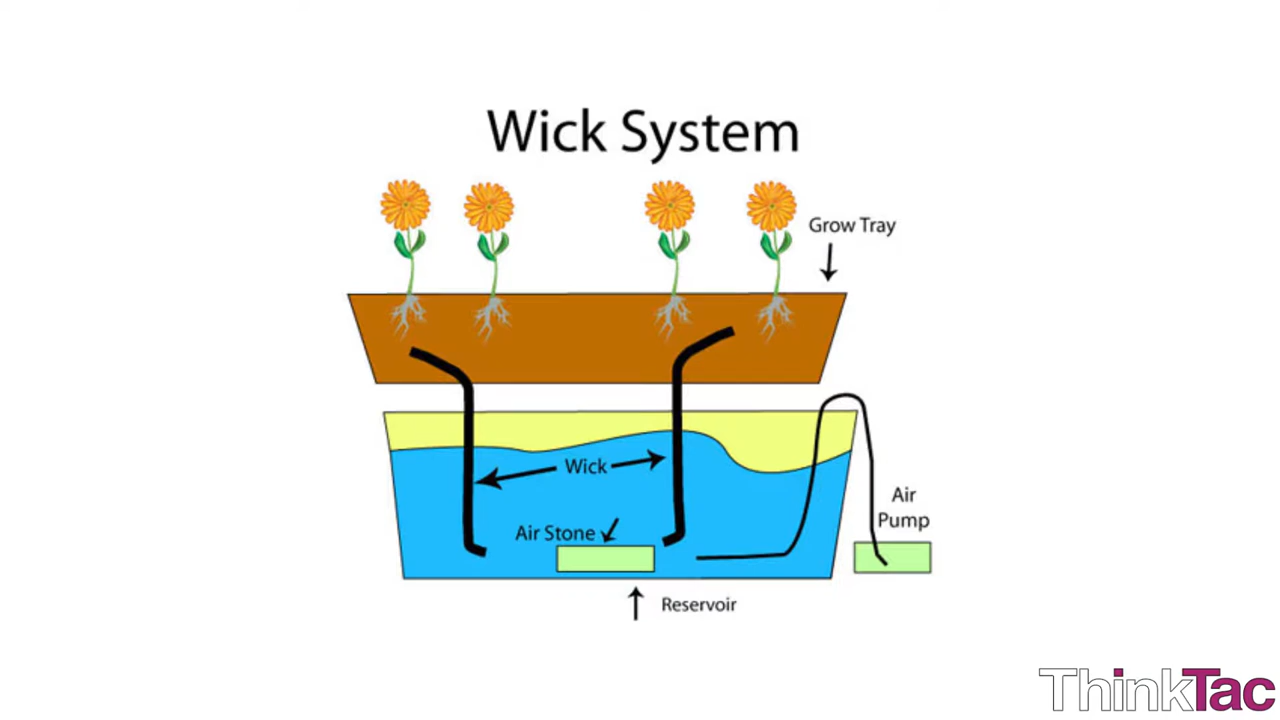 Wick System
Grow Tray
Wick
Air Stone
Air
Pump
Reservoir
ThinkTac